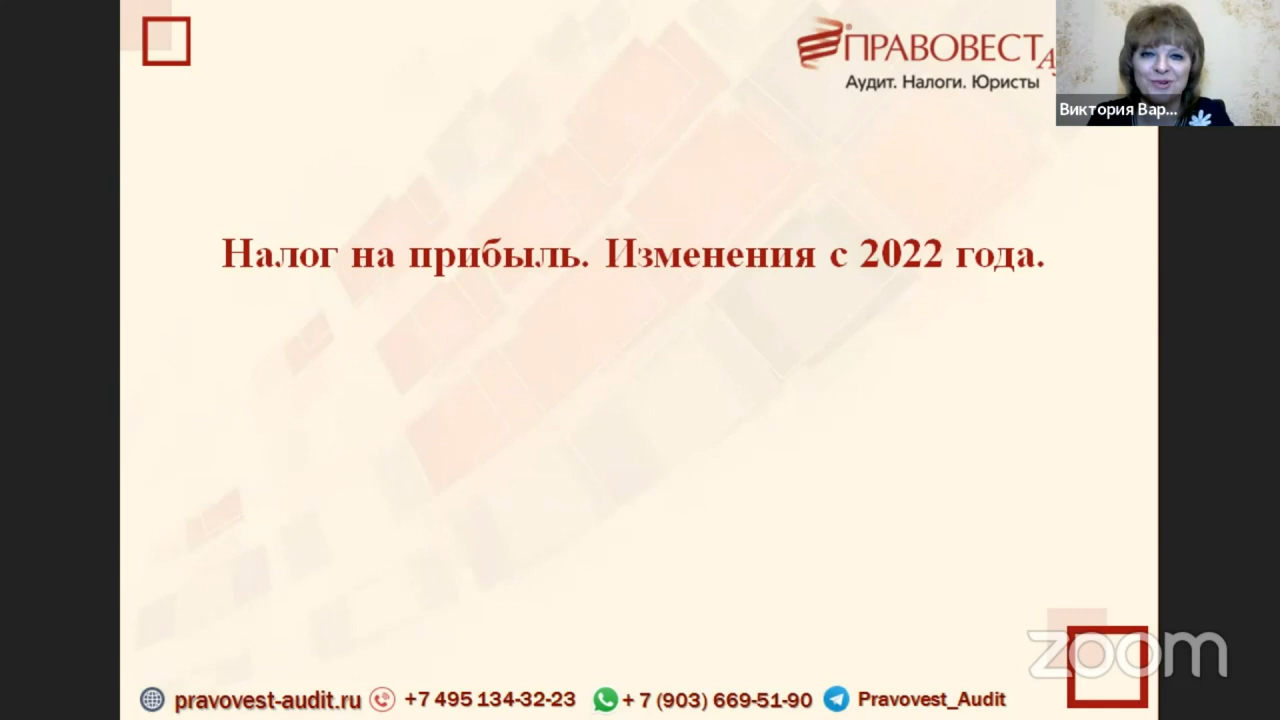 ПРАВОВЕСТ
Аудит. Налоги. Юристы
Виктория Вар...
Налог на прибыль. Изменения с 2022 года.
zoom
pravovest-audit.ru +7 495 134-32-23 + 7 (903) 669-51-90 Pravovest_Audit